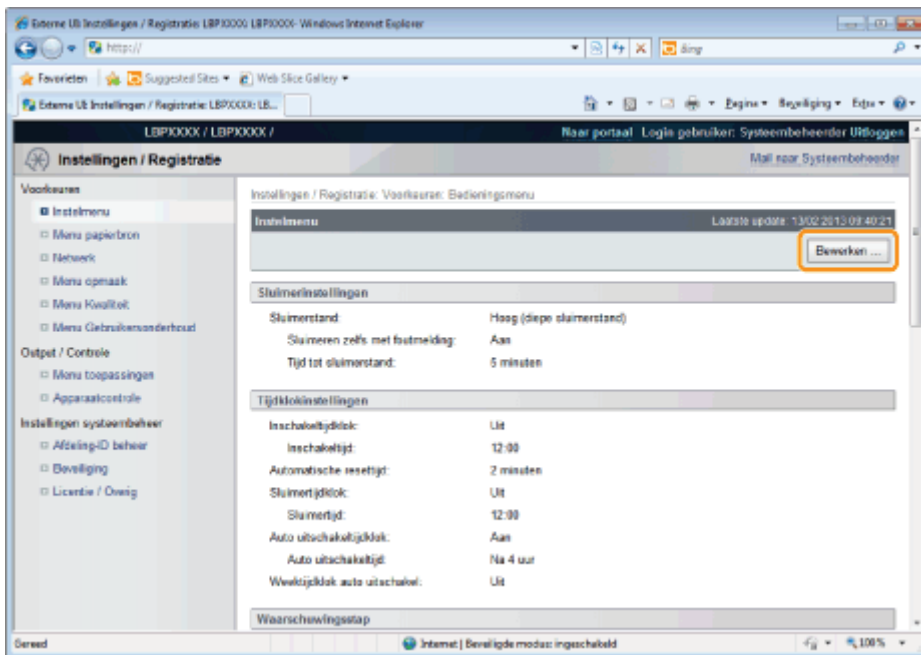 Externe UI: Instellingen / Registratie: LBPXXXX: LBPXXXX - Windows Internet Explorer
http://
Bing
Favorieten Suggested Sites Web Slice Gallery
Externe UI: Instellingen / Registratie: LBPXXXX: LB...
Pagina Beveiliging Extra
LBPXXXX / LBPXXXX /
Naar portaal Login gebruiker: Systeembeheerder Uitloggen
Instellingen / Registratie
Mail naar Systeembeheerder
Voorkeuren
Instelmenu
Menu papierbron
Netwerk
Menu opmaak
Menu Kwaliteit
Menu Gebruikersonderhoud
Output / Controle
Menu toepassingen
Apparaatcontrole
Instellingen systeembeheer
Afdeling-ID beheer
Beveiliging
Licentie / Overig
Instellingen / Registratie: Voorkeuren: Bedieningsmenu
Instelmenu
Laatste update: 13/02 2013 09:40:21
Bewerken ...
Sluimerinstellingen
Sluimerstand: Hoog (diepe sluimerstand)
Sluimeren zelfs met foutmelding: Aan
Tijd tot sluimerstand: 5 minuten
Tijdklokinstellingen
Inschakeltijdklok: Uit
Inschakeltijd: 12:00
Automatische resettijd: 2 minuten
Sluimertijdklok: Uit
Sluimertijd: 12:00
Auto uitschakeltijdklok: Aan
Auto uitschakeltijd: Na 4 uur
Weektijdklok auto uitschakel.: Uit
Waarschuwingsstap
Gereed
Internet | Beveiligde modus: ingeschakeld
100%